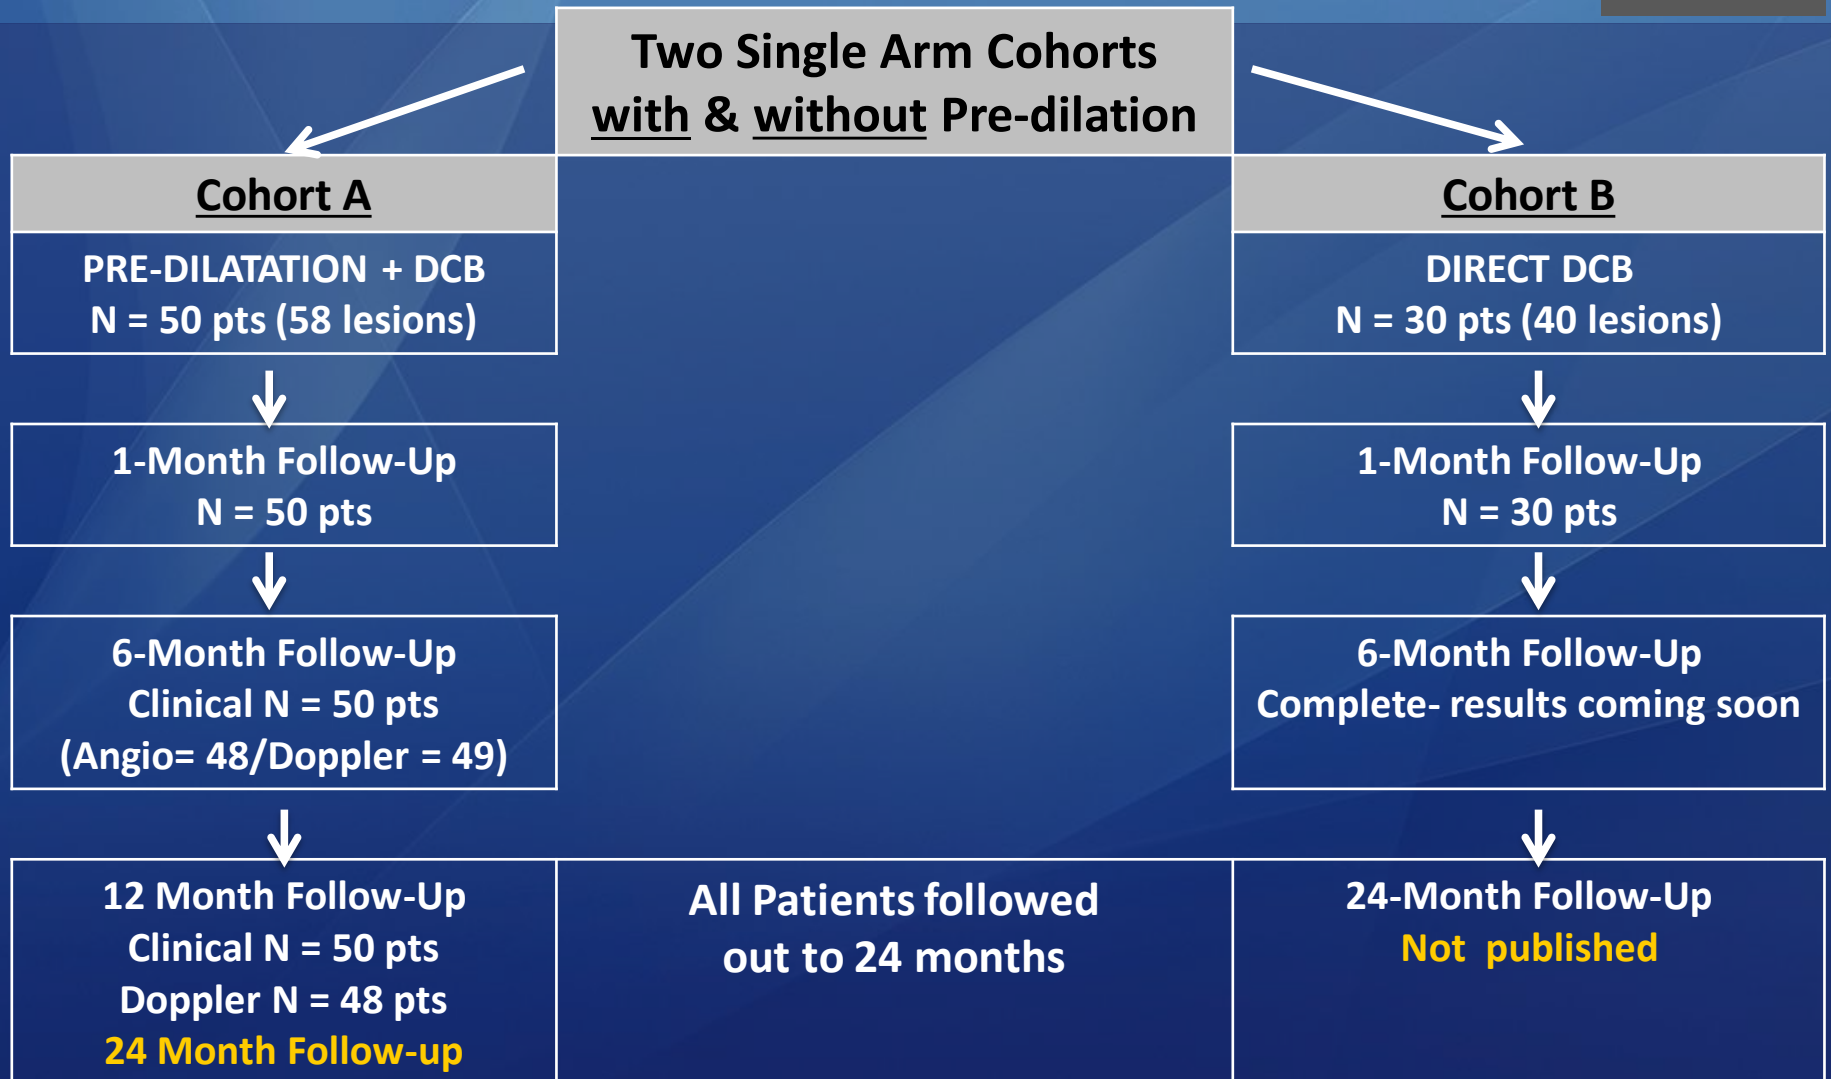 Two Single Arm Cohorts
with & without Pre-dilation
Cohort A
PRE-DILATATION + DCB
N = 50 pts (58 lesions)
1-Month Follow-Up
N = 50 pts
6-Month Follow-Up
Clinical N = 50 pts
(Angio= 48/Doppler = 49)
12 Month Follow-Up
Clinical N = 50 pts
Doppler N = 48 pts
24 Month Follow-up
All Patients followed
out to 24 months
Cohort B
DIRECT DCB
N = 30 pts (40 lesions)
1-Month Follow-Up
N = 30 pts
6-Month Follow-Up
Complete- results coming soon
24-Month Follow-Up
Not published